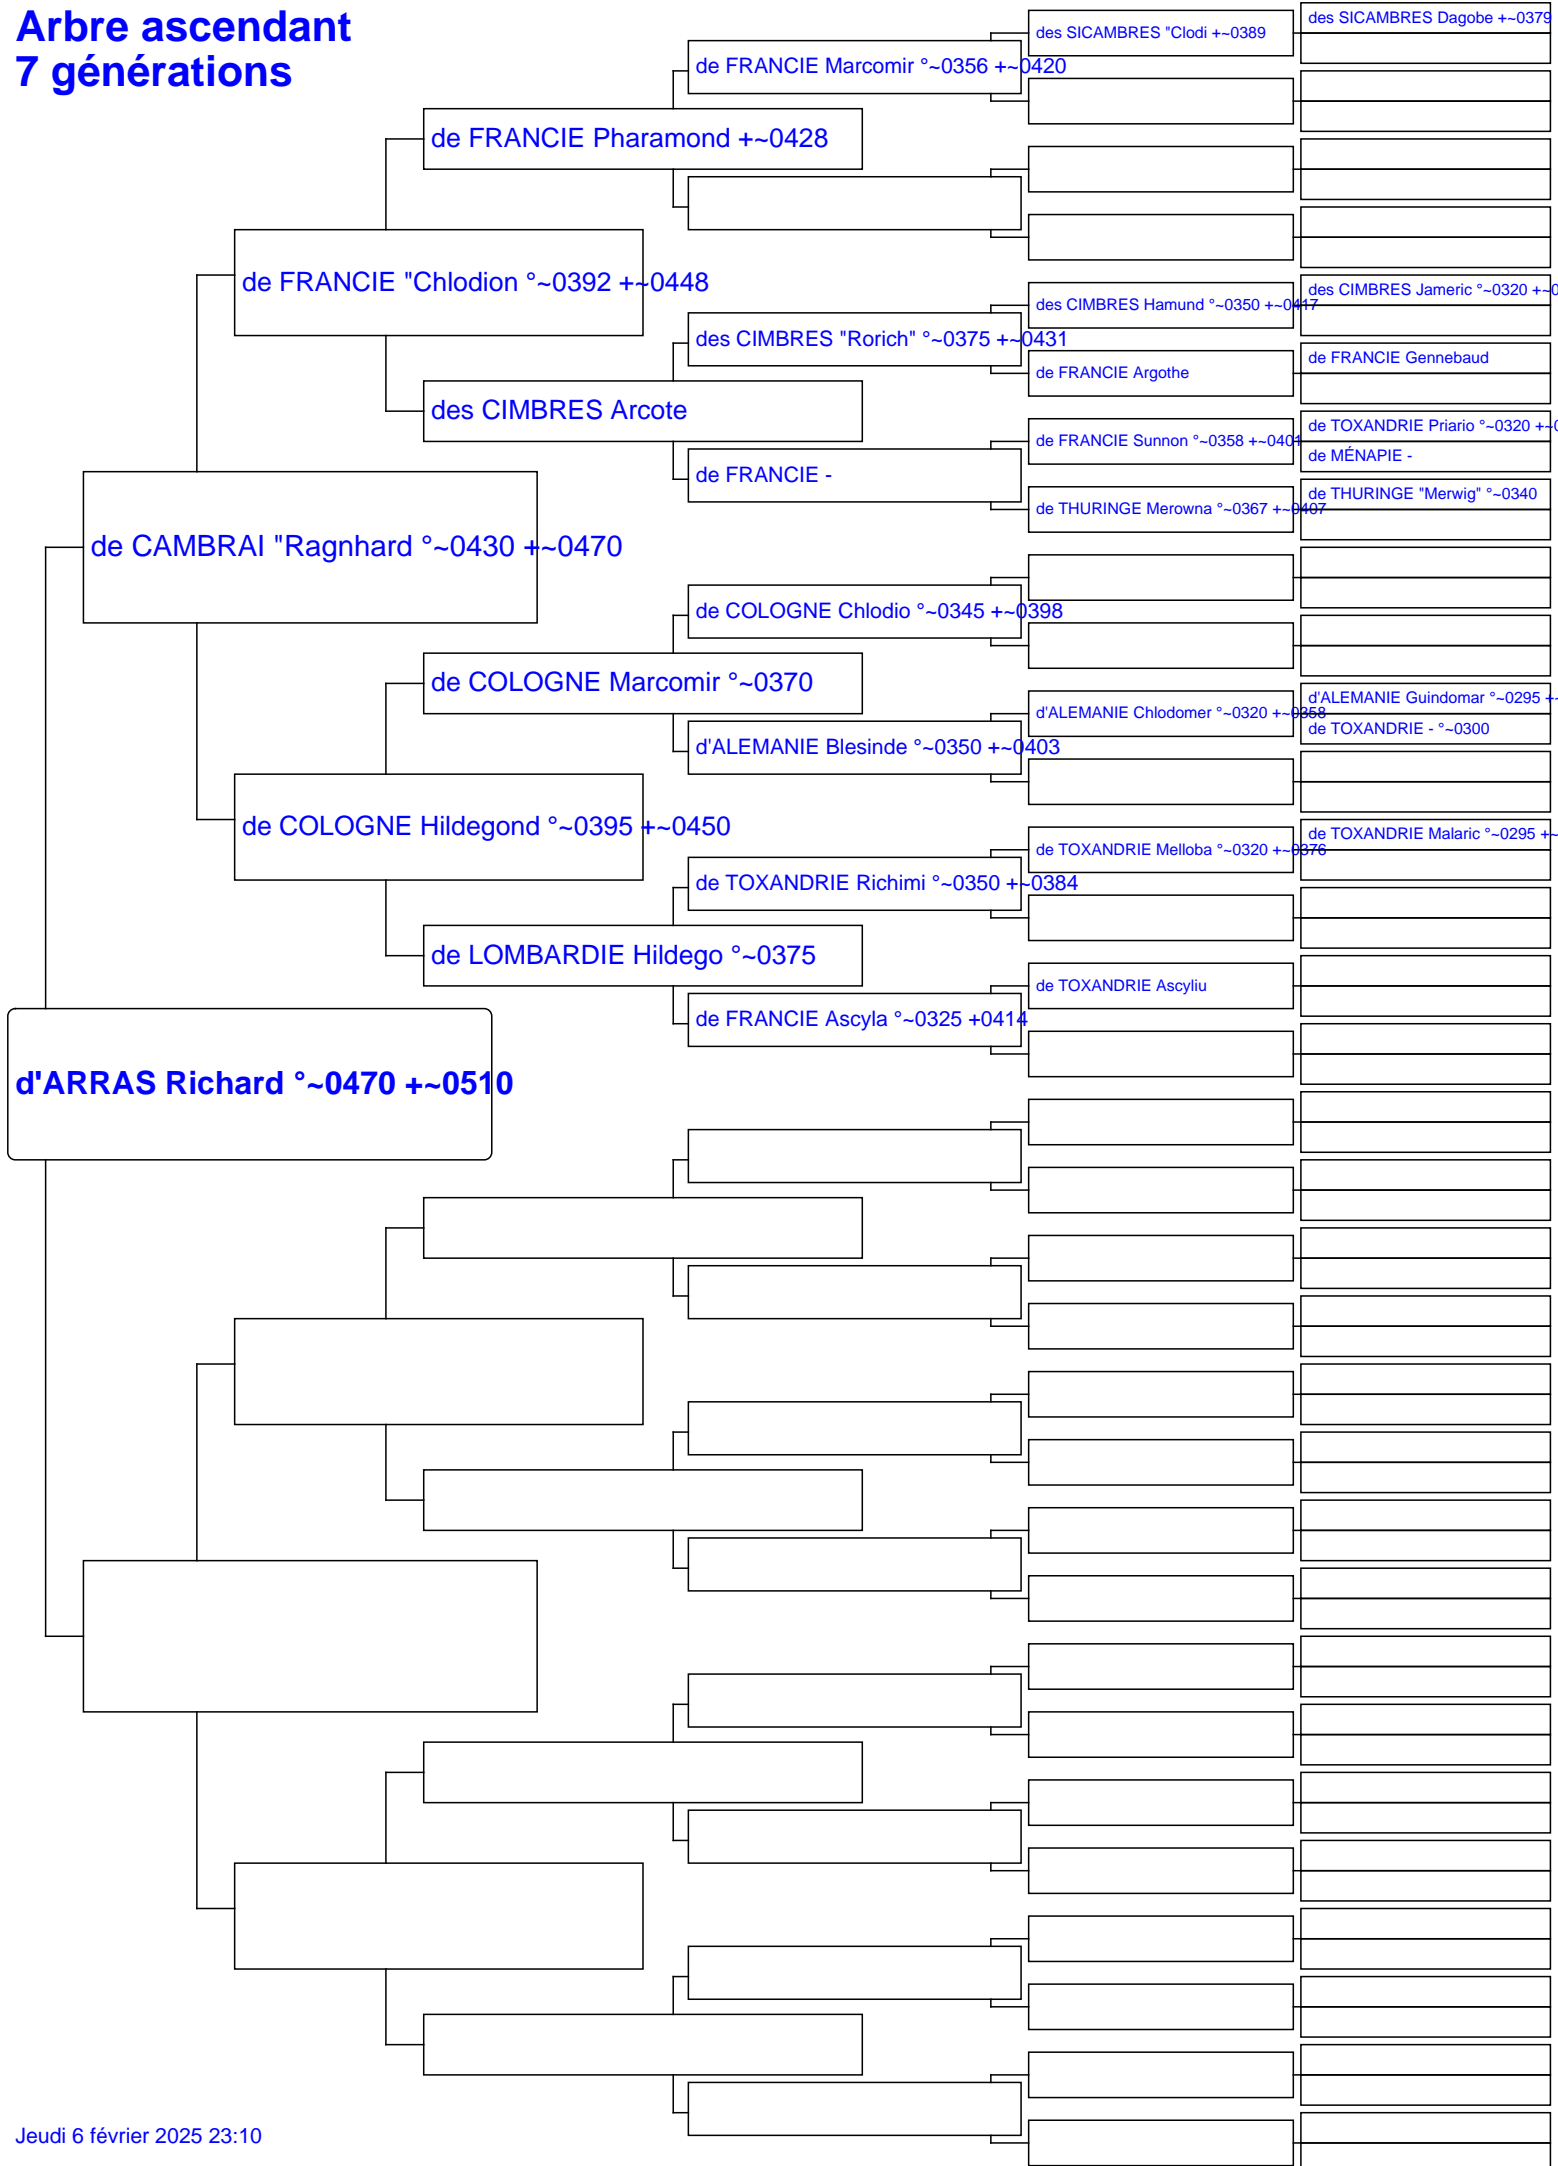 Arbre ascendant
7 générations
des SICAMBRES Dagobe +~0379
des SICAMBRES "Clodi +~0389
de FRANCIE Marcomir °~0356 +~0420
de FRANCIE Pharamond +~0428
de FRANCIE "Chlodion °~0392 +~0448
des CIMBRES Jameric °~0320 +~0
des CIMBRES Hamund °~0350 +~0417
des CIMBRES "Rorich" °~0375 +~0431
de FRANCIE Gennebaud
de FRANCIE Argothe
des CIMBRES Arcote
de TOXANDRIE Priario °~0320 +~0
de FRANCIE Sunnon °~0358 +~0401
de MÉNAPIE -
de FRANCIE -
de THURINGE "Merwig" °~0340
de THURINGE Merowna °~0367 +~0407
de CAMBRAI "Ragnhard °~0430 +~0470
de COLOGNE Chlodio °~0345 +~0398
de COLOGNE Marcomir °~0370
d'ALEMANIE Guindomar °~0295 +~
d'ALEMANIE Chlodomer °~0320 +~0358
de TOXANDRIE - °~0300
d'ALEMANIE Blesinde °~0350 +~0403
de COLOGNE Hildegond °~0395 +~0450
de TOXANDRIE Malaric °~0295 +~
de TOXANDRIE Melloba °~0320 +~0376
de TOXANDRIE Richimi °~0350 +~0384
de LOMBARDIE Hildego °~0375
de TOXANDRIE Ascyliu
de FRANCIE Ascyla °~0325 +0414
d'ARRAS Richard °~0470 +~0510
Jeudi 6 février 2025 23:10